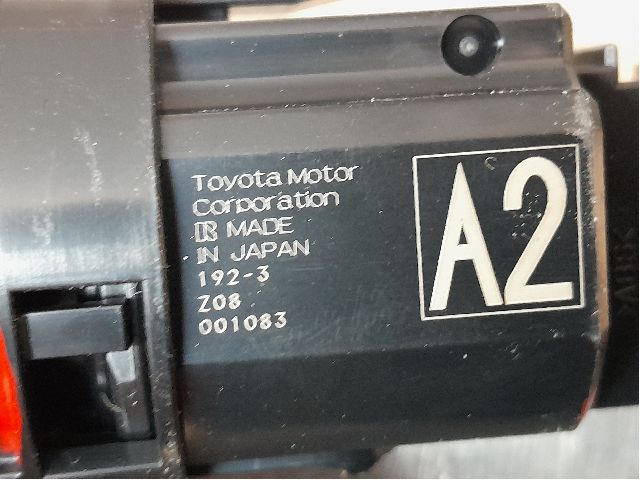 Toyota Motor
Corporation
MADE
IN JAPAN
192-3
Z08
001083
A2